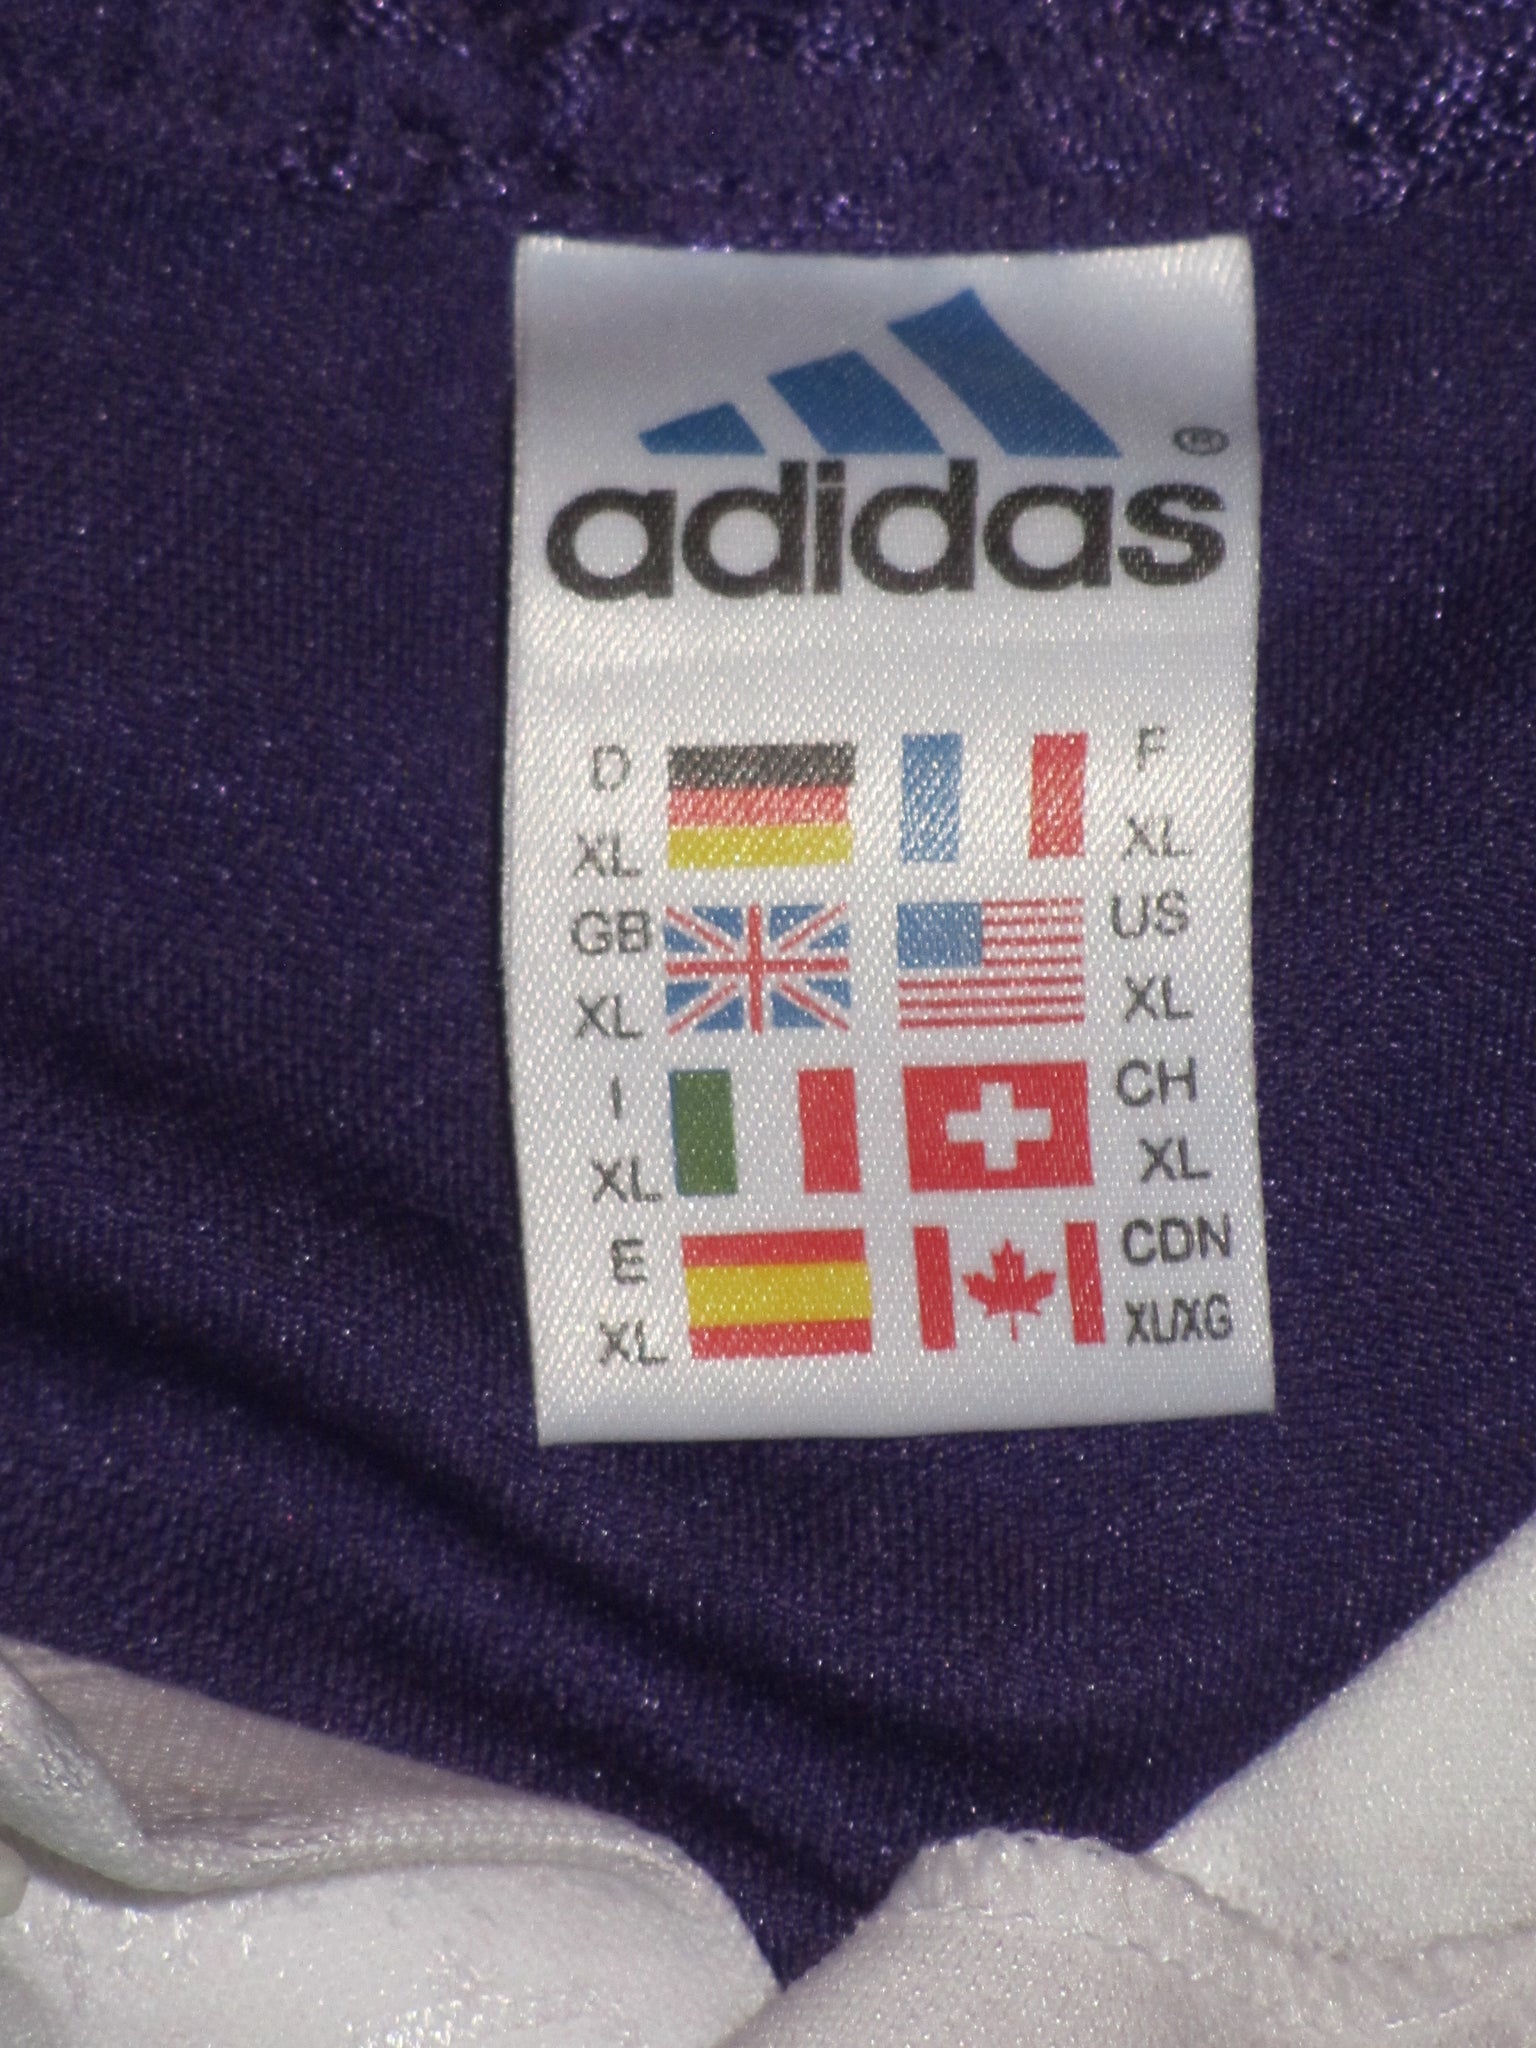 adidas ®
D F
XL XL
GB US
XL XL
I CH
XL XL
E CDN
XL XL/XG